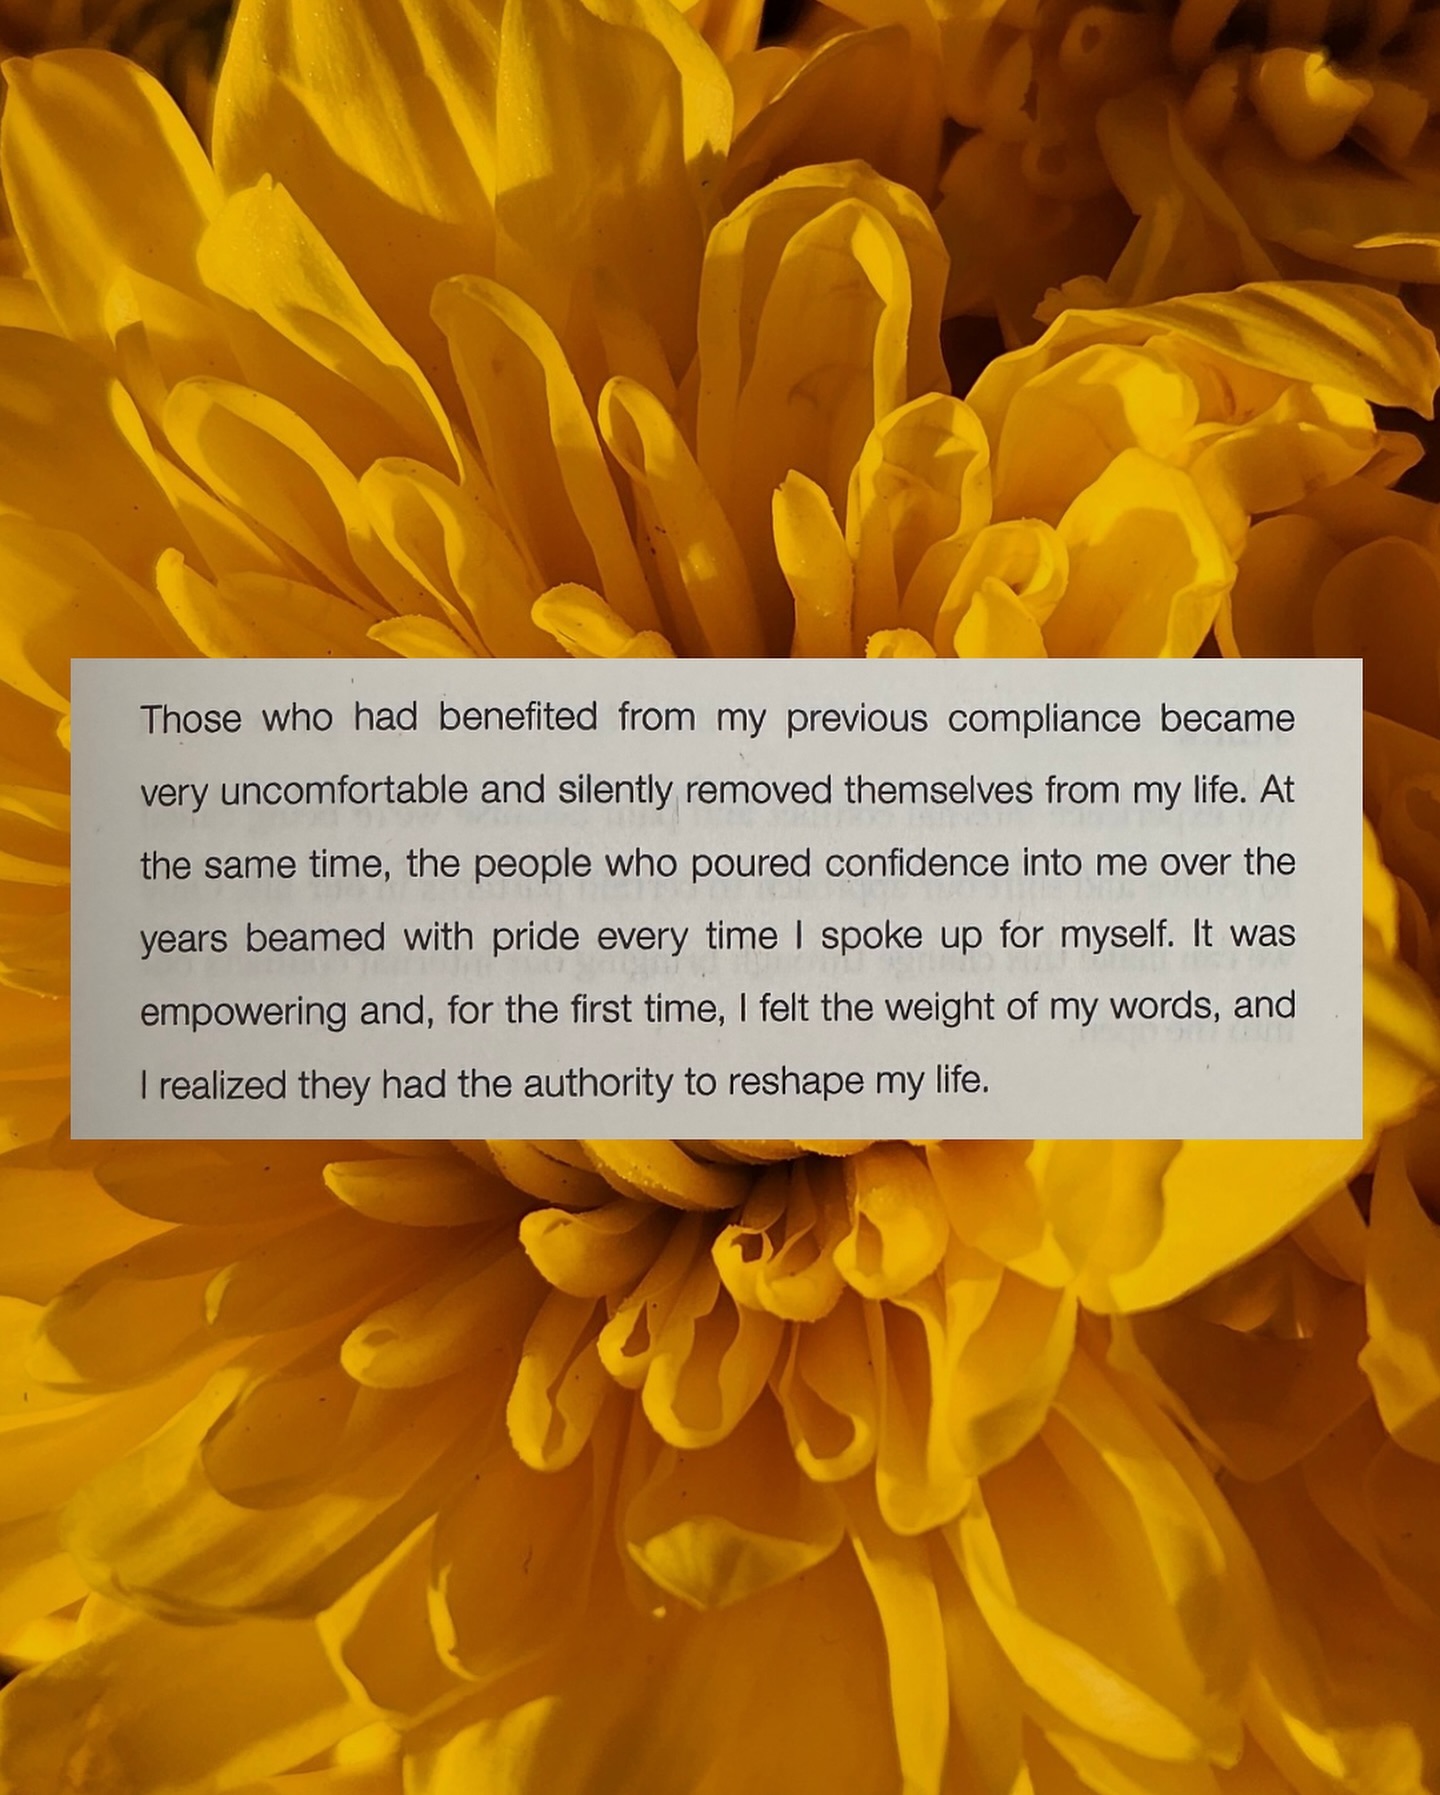 Those who had benefited from my previous compliance became
very uncomfortable and silently removed themselves from my life. At
the same time, the people who poured confidence into me over the
years beamed with pride every time I spoke up for myself. It was
empowering and, for the first time, I felt the weight of my words, and
I realized they had the authority to reshape my life.